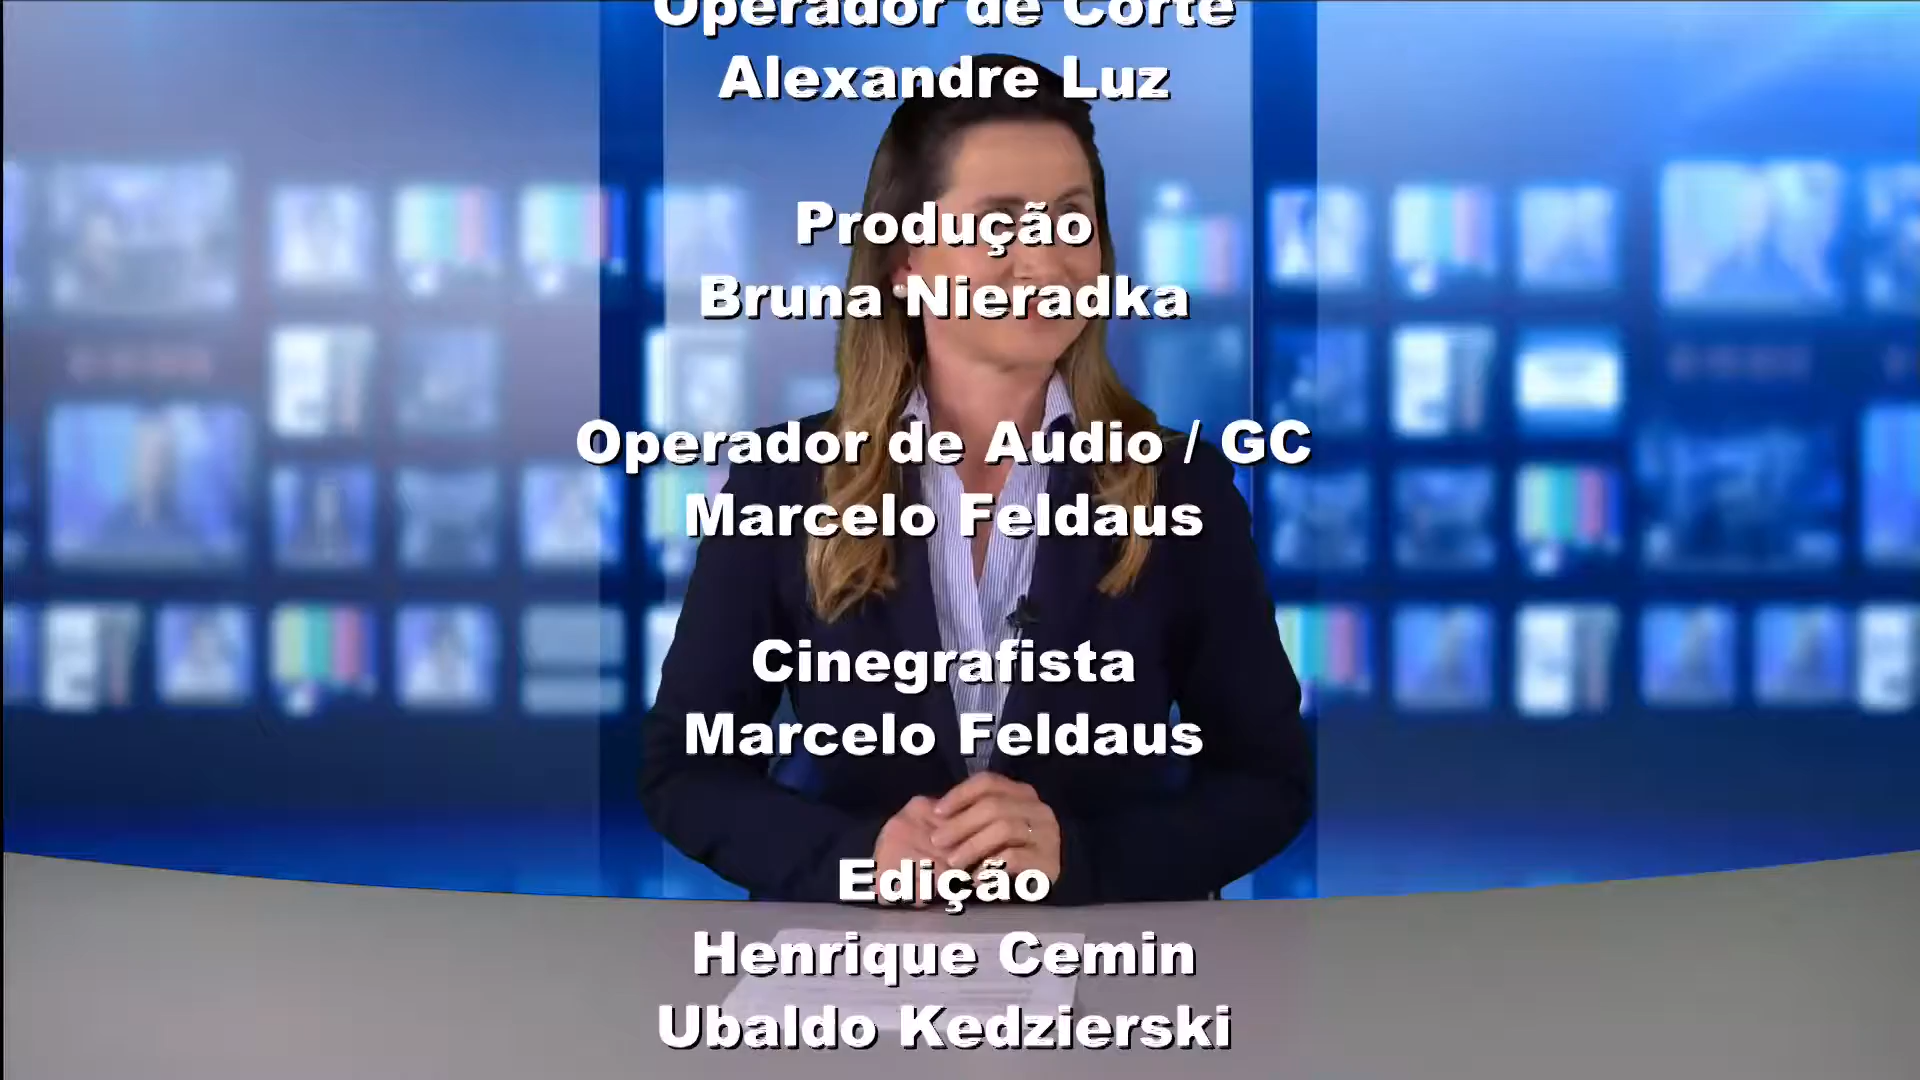 Operador de Corte
Alexandre Luz
Produção
Bruna Nieradka
Operador de Audio / GC
Marcelo Feldaus
Cinegrafista
Marcelo Feldaus
Edição
Henrique Cemin
Ubaldo Kedzierski